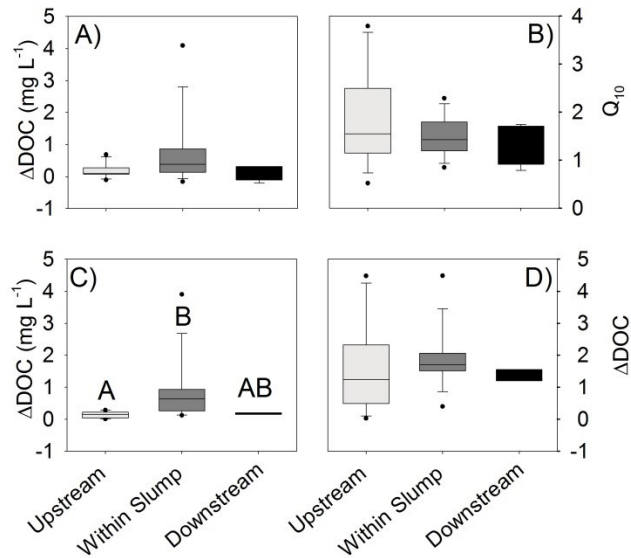 A)
ΔDOC (mg L⁻¹)
5
4
3
2
1
0
-1
B)
Q₁₀
4
3
2
1
0
C)
ΔDOC (mg L⁻¹)
5
4
3
2
1
0
-1
A
B
AB
Upstream
Within Slump
Downstream
D)
ΔDOC
5
4
3
2
1
0
-1
Upstream
Within Slump
Downstream